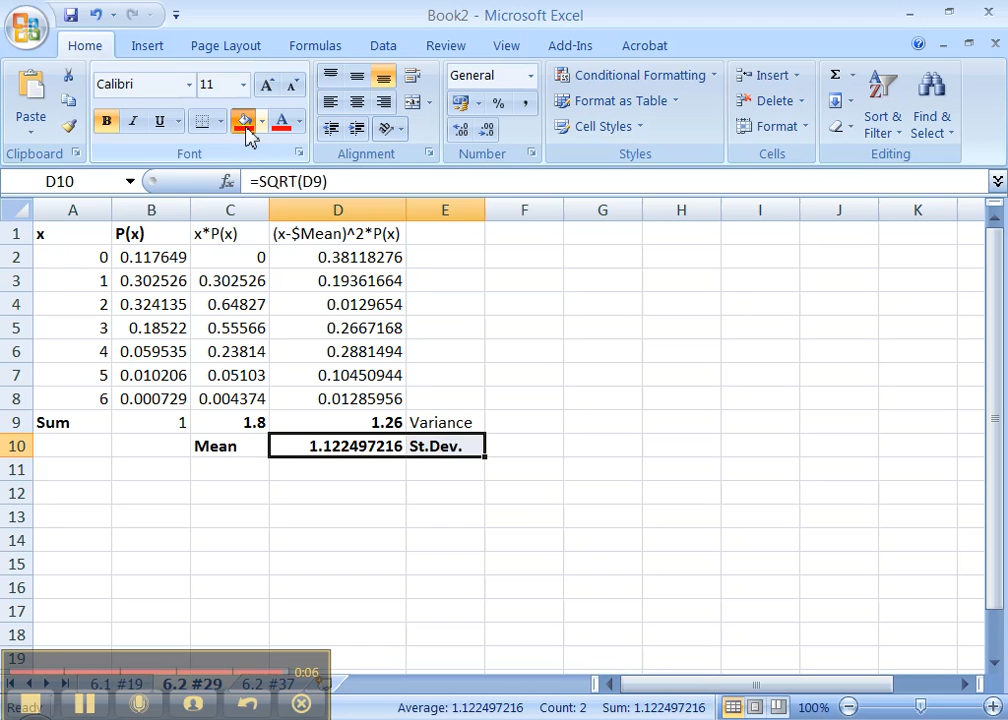 Book2 - Microsoft Excel
Home Insert Page Layout Formulas Data Review View Add-Ins Acrobat
Paste
Clipboard
Calibri 11
B I U A
Font
Alignment
General
% ,
Number
Conditional Formatting
Format as Table
Cell Styles
Styles
Insert
Delete
Format
Cells
Σ
Sort & Filter
Find & Select
Editing
D10 fx =SQRT(D9)
A B C D E F G H I J K
1 x P(x) x*P(x) (x-$Mean)^2*P(x)
2 0 0.117649 0 0.38118276
3 1 0.302526 0.302526 0.19361664
4 2 0.324135 0.64827 0.0129654
5 3 0.18522 0.55566 0.2667168
6 4 0.059535 0.23814 0.2881494
7 5 0.010206 0.05103 0.10450944
8 6 0.000729 0.004374 0.01285956
9 Sum 1 1.8 1.26 Variance
10 Mean 1.122497216 St.Dev.
11
12
13
14
15
16
17
18
19
0:06
6.1 #19 6.2 #29 6.2 #37
Ready Average: 1.122497216 Count: 2 Sum: 1.122497216 100%